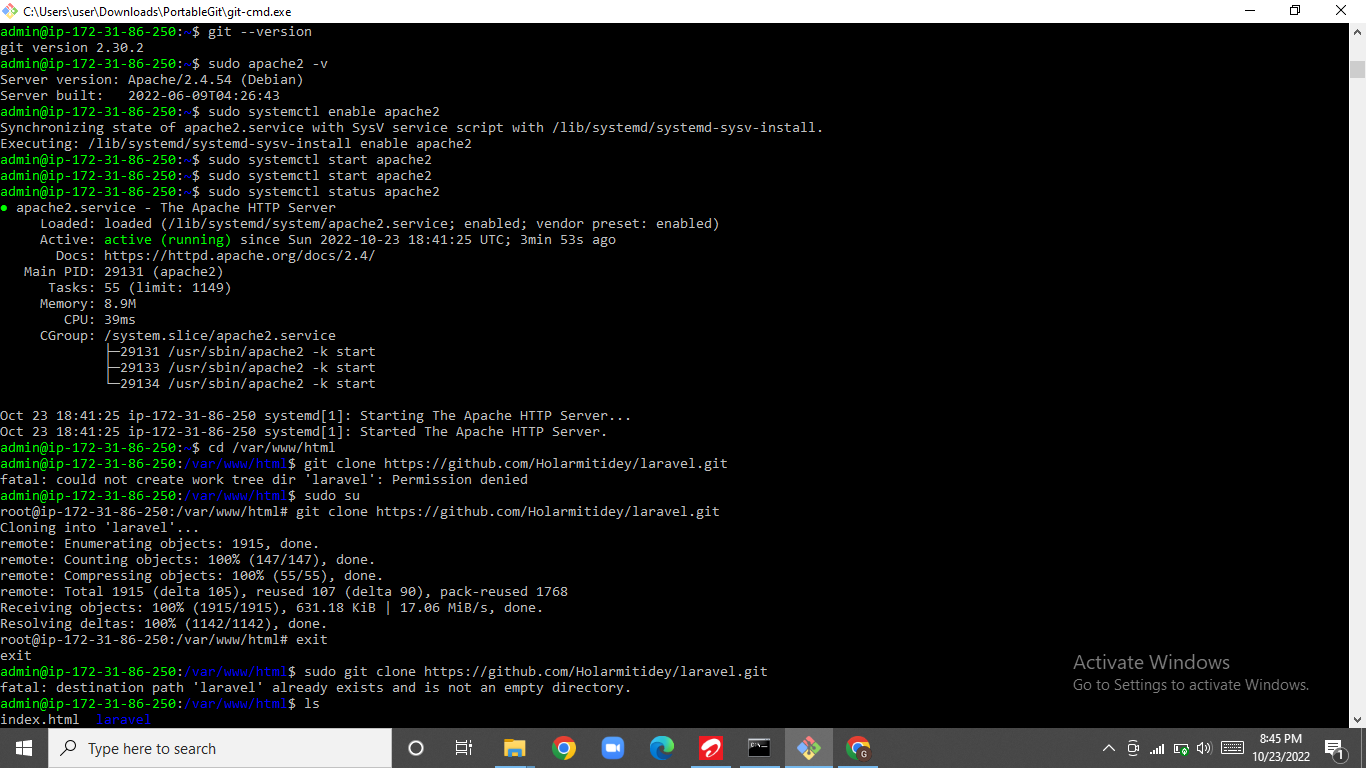 C:\Users\user\Downloads\PortableGit\git-cmd.exe
admin@ip-172-31-86-250:~$ git --version
git version 2.30.2
admin@ip-172-31-86-250:~$ sudo apache2 -v
Server version: Apache/2.4.54 (Debian)
Server built:   2022-06-09T04:26:43
admin@ip-172-31-86-250:~$ sudo systemctl enable apache2
Synchronizing state of apache2.service with SysV service script with /lib/systemd/systemd-sysv-install.
Executing: /lib/systemd/systemd-sysv-install enable apache2
admin@ip-172-31-86-250:~$ sudo systemctl start apache2
admin@ip-172-31-86-250:~$ sudo systemctl start apache2
admin@ip-172-31-86-250:~$ sudo systemctl status apache2
● apache2.service - The Apache HTTP Server
     Loaded: loaded (/lib/systemd/system/apache2.service; enabled; vendor preset: enabled)
     Active: active (running) since Sun 2022-10-23 18:41:25 UTC; 3min 53s ago
       Docs: https://httpd.apache.org/docs/2.4/
   Main PID: 29131 (apache2)
      Tasks: 55 (limit: 1149)
     Memory: 8.9M
        CPU: 39ms
     CGroup: /system.slice/apache2.service
             ├─29131 /usr/sbin/apache2 -k start
             ├─29133 /usr/sbin/apache2 -k start
             └─29134 /usr/sbin/apache2 -k start
Oct 23 18:41:25 ip-172-31-86-250 systemd[1]: Starting The Apache HTTP Server...
Oct 23 18:41:25 ip-172-31-86-250 systemd[1]: Started The Apache HTTP Server.
admin@ip-172-31-86-250:~$ cd /var/www/html
admin@ip-172-31-86-250:/var/www/html$ git clone https://github.com/Holarmitidey/laravel.git
fatal: could not create work tree dir 'laravel': Permission denied
admin@ip-172-31-86-250:/var/www/html$ sudo su
root@ip-172-31-86-250:/var/www/html# git clone https://github.com/Holarmitidey/laravel.git
Cloning into 'laravel'...
remote: Enumerating objects: 1915, done.
remote: Counting objects: 100% (147/147), done.
remote: Compressing objects: 100% (55/55), done.
remote: Total 1915 (delta 105), reused 107 (delta 90), pack-reused 1768
Receiving objects: 100% (1915/1915), 631.18 KiB | 17.06 MiB/s, done.
Resolving deltas: 100% (1142/1142), done.
root@ip-172-31-86-250:/var/www/html# exit
exit
admin@ip-172-31-86-250:/var/www/html$ sudo git clone https://github.com/Holarmitidey/laravel.git
fatal: destination path 'laravel' already exists and is not an empty directory.
admin@ip-172-31-86-250:/var/www/html$ ls
index.html  laravel
Activate Windows
Go to Settings to activate Windows.
Type here to search
G
8:45 PM
10/23/2022
1